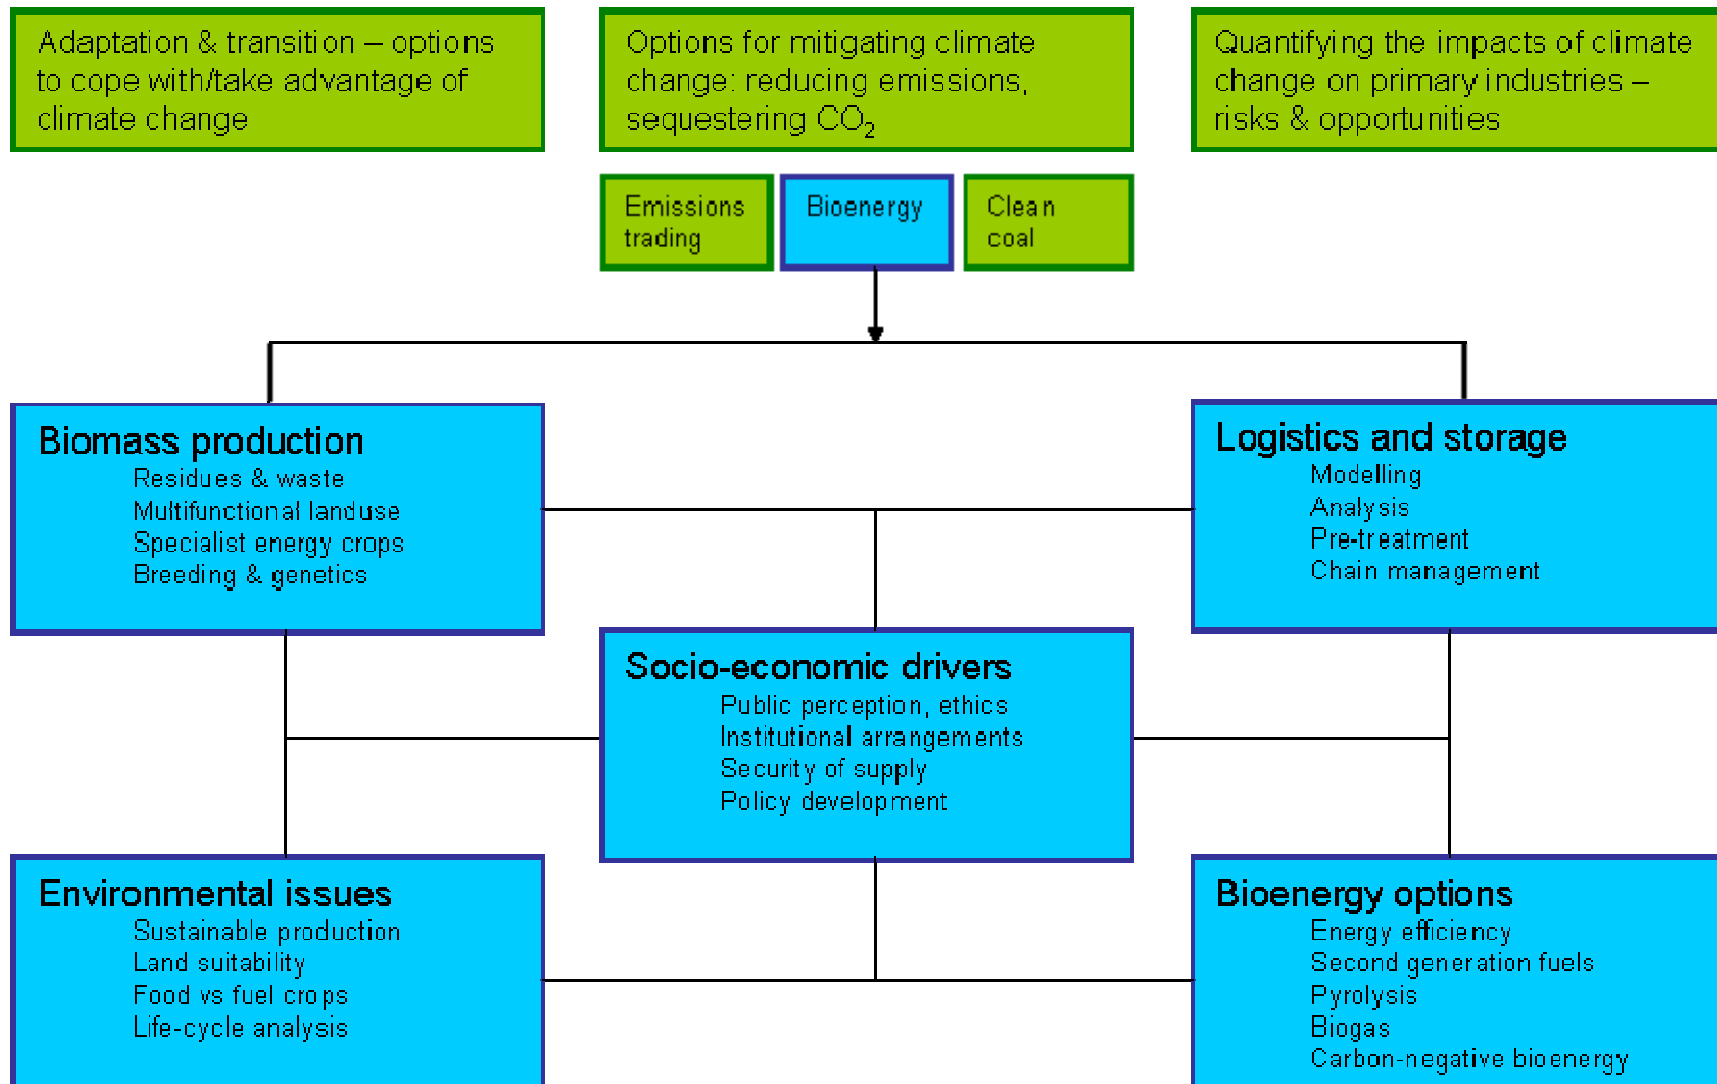 Adaptation & transition – options
to cope with/take advantage of
climate change
Options for mitigating climate
change: reducing emissions,
sequestering CO₂
Quantifying the impacts of climate
change on primary industries –
risks & opportunities
Emissions
trading
Bioenergy
Clean
coal
Biomass production
Residues & waste
Multifunctional landuse
Specialist energy crops
Breeding & genetics
Logistics and storage
Modelling
Analysis
Pre-treatment
Chain management
Socio-economic drivers
Public perception, ethics
Institutional arrangements
Security of supply
Policy development
Environmental issues
Sustainable production
Land suitability
Food vs fuel crops
Life-cycle analysis
Bioenergy options
Energy efficiency
Second generation fuels
Pyrolysis
Biogas
Carbon-negative bioenergy